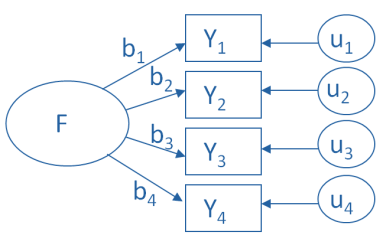 b₁ Y₁ u₁
b₂ Y₂ u₂
F
b₃ Y₃ u₃
b₄ Y₄ u₄